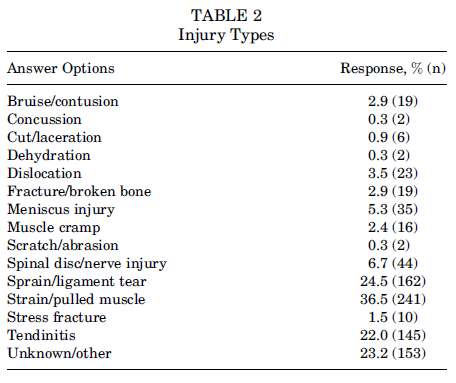 TABLE 2
Injury Types
Answer Options Response, % (n)
Bruise/contusion 2.9 (19)
Concussion 0.3 (2)
Cut/laceration 0.9 (6)
Dehydration 0.3 (2)
Dislocation 3.5 (23)
Fracture/broken bone 2.9 (19)
Meniscus injury 5.3 (35)
Muscle cramp 2.4 (16)
Scratch/abrasion 0.3 (2)
Spinal disc/nerve injury 6.7 (44)
Sprain/ligament tear 24.5 (162)
Strain/pulled muscle 36.5 (241)
Stress fracture 1.5 (10)
Tendinitis 22.0 (145)
Unknown/other 23.2 (153)